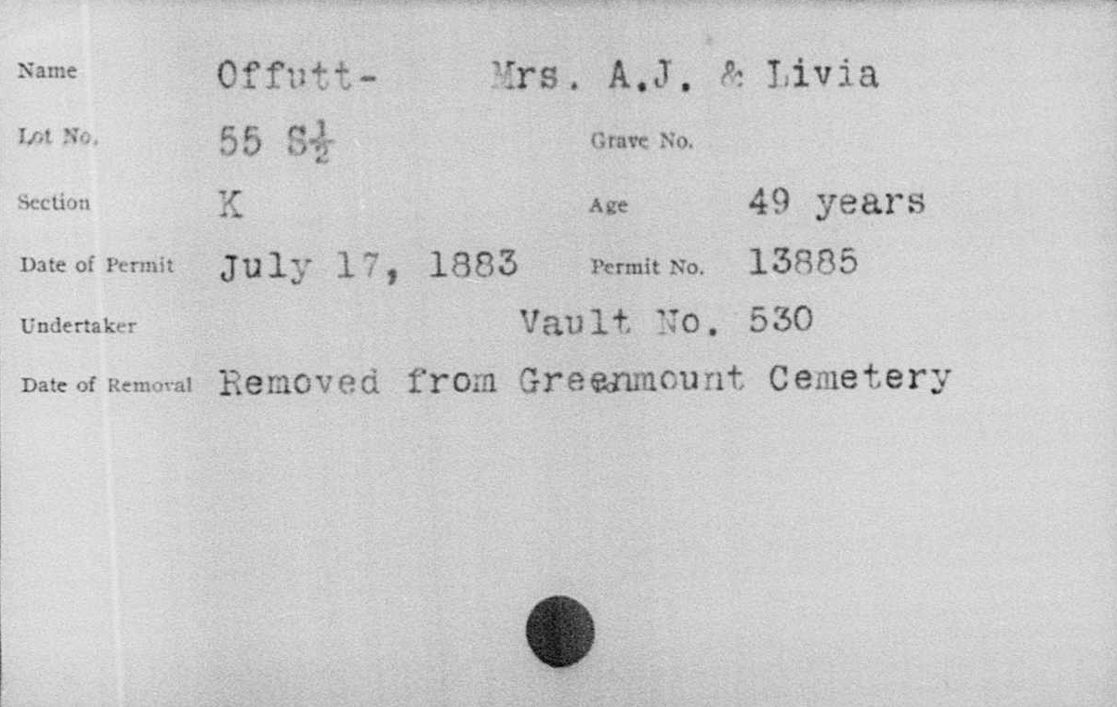 Name Offutt- Mrs. A.J. & Livia
Lot No. 55 S½ Grave No.
Section K Age 49 years
Date of Permit July 17, 1883 Permit No. 13885
Undertaker Vault No. 530
Date of Removal Removed from Greenmount Cemetery